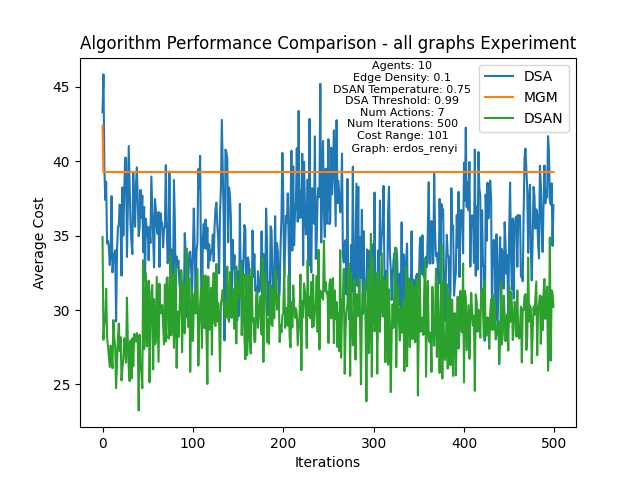 Algorithm Performance Comparison - all graphs Experiment
Agents: 10
Edge Density: 0.1
DSAN Temperature: 0.75
DSA Threshold: 0.99
Num Actions: 7
Num Iterations: 500
Cost Range: 101
Graph: erdos_renyi
DSA
MGM
DSAN
Average Cost
45
40
35
30
25
0
100
200
300
400
500
Iterations